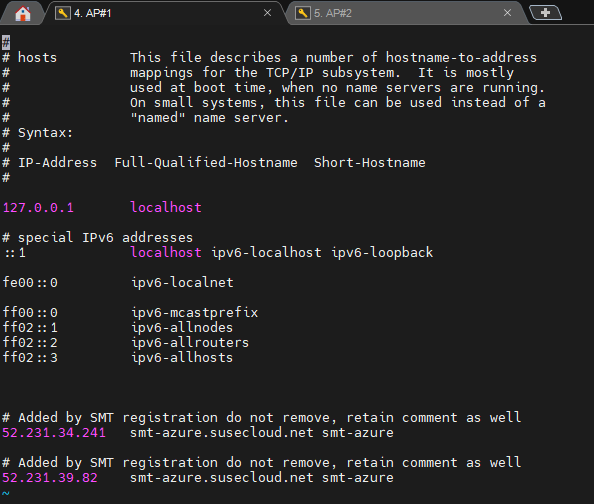 4. AP#1
5. AP#2
#
# hosts         This file describes a number of hostname-to-address
#               mappings for the TCP/IP subsystem.  It is mostly
#               used at boot time, when no name servers are running.
#               On small systems, this file can be used instead of a
#               "named" name server.
# Syntax:
#
# IP-Address  Full-Qualified-Hostname  Short-Hostname
#
127.0.0.1       localhost
# special IPv6 addresses
::1             localhost ipv6-localhost ipv6-loopback
fe00::0         ipv6-localnet
ff00::0         ipv6-mcastprefix
ff02::1         ipv6-allnodes
ff02::2         ipv6-allrouters
ff02::3         ipv6-allhosts
# Added by SMT registration do not remove, retain comment as well
52.231.34.241   smt-azure.susecloud.net smt-azure
# Added by SMT registration do not remove, retain comment as well
52.231.39.82    smt-azure.susecloud.net smt-azure
~